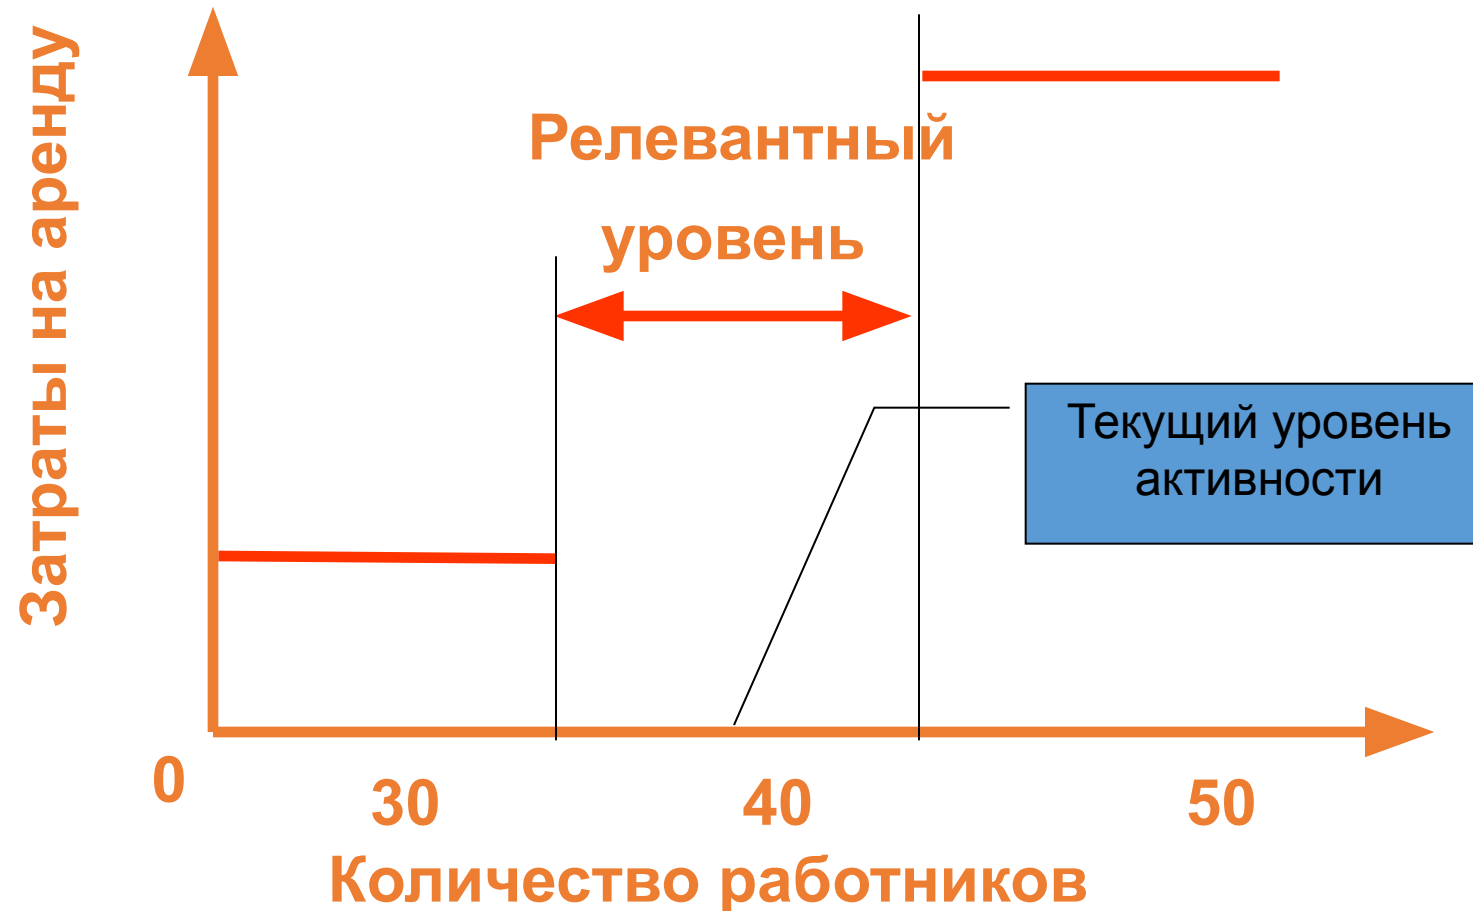 Затраты на аренду
Релевантный
уровень
Текущий уровень
активности
0
30 40 50
Количество работников